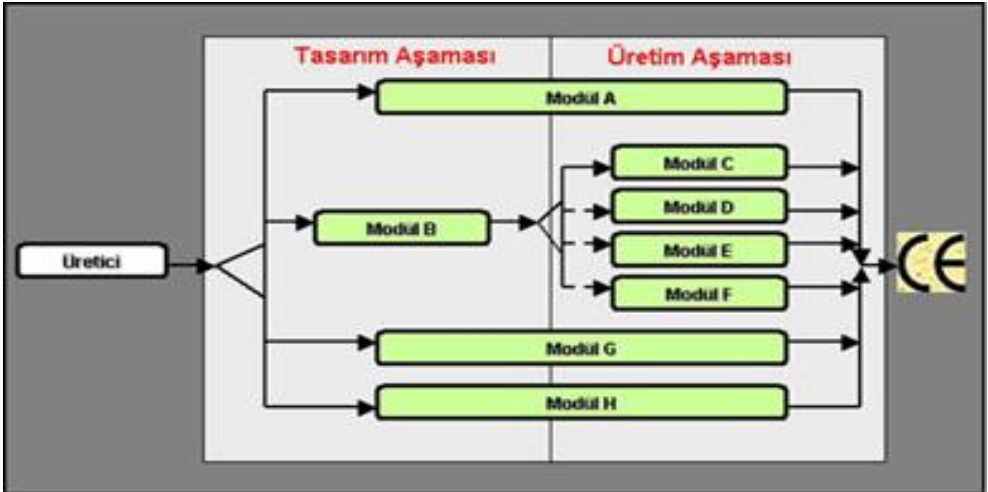 Tasarım Aşaması
Üretim Aşaması
Modül A
Modül C
Modül D
Modül B
Modül E
Üretici
CE
Modül F
Modül G
Modül H